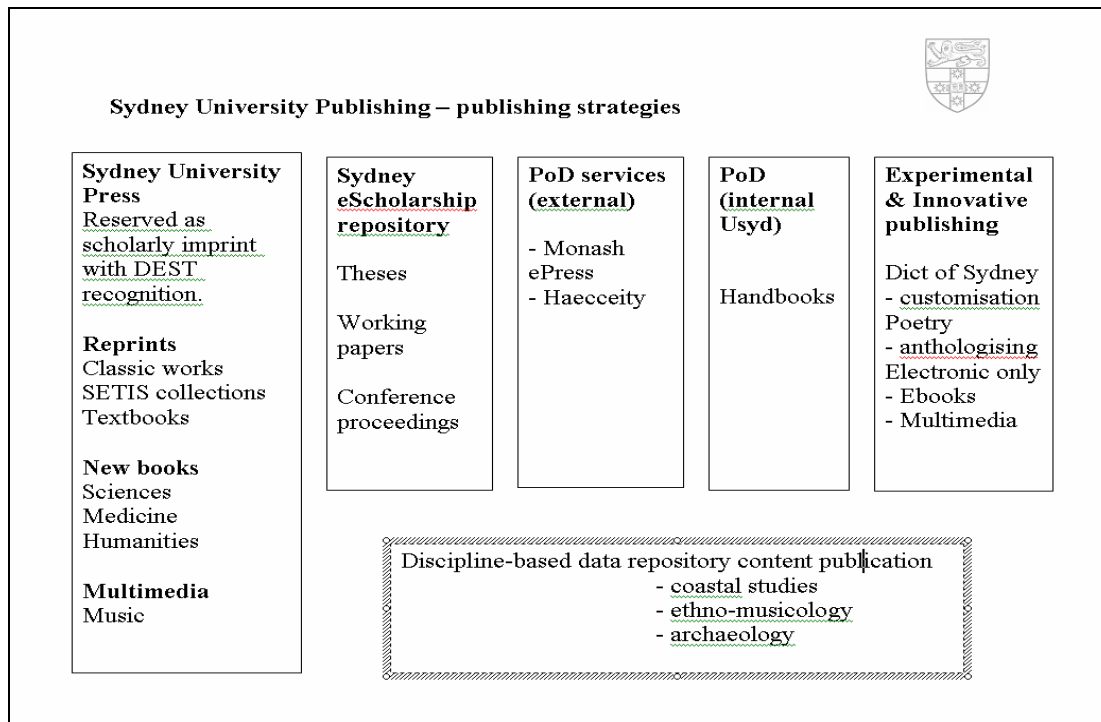 Sydney University Publishing – publishing strategies
Sydney University
Press
Reserved as
scholarly imprint
with DEST
recognition.
Reprints
Classic works
SETIS collections
Textbooks
New books
Sciences
Medicine
Humanities
Multimedia
Music
Sydney
eScholarship
repository
Theses
Working
papers
Conference
proceedings
PoD services
(external)
- Monash
ePress
- Haecceity
PoD
(internal
Usyd)
Handbooks
Experimental
& Innovative
publishing
Dict of Sydney
- customisation
Poetry
- anthologising
Electronic only
- Ebooks
- Multimedia
Discipline-based data repository content publication
- coastal studies
- ethno-musicology
- archaeology